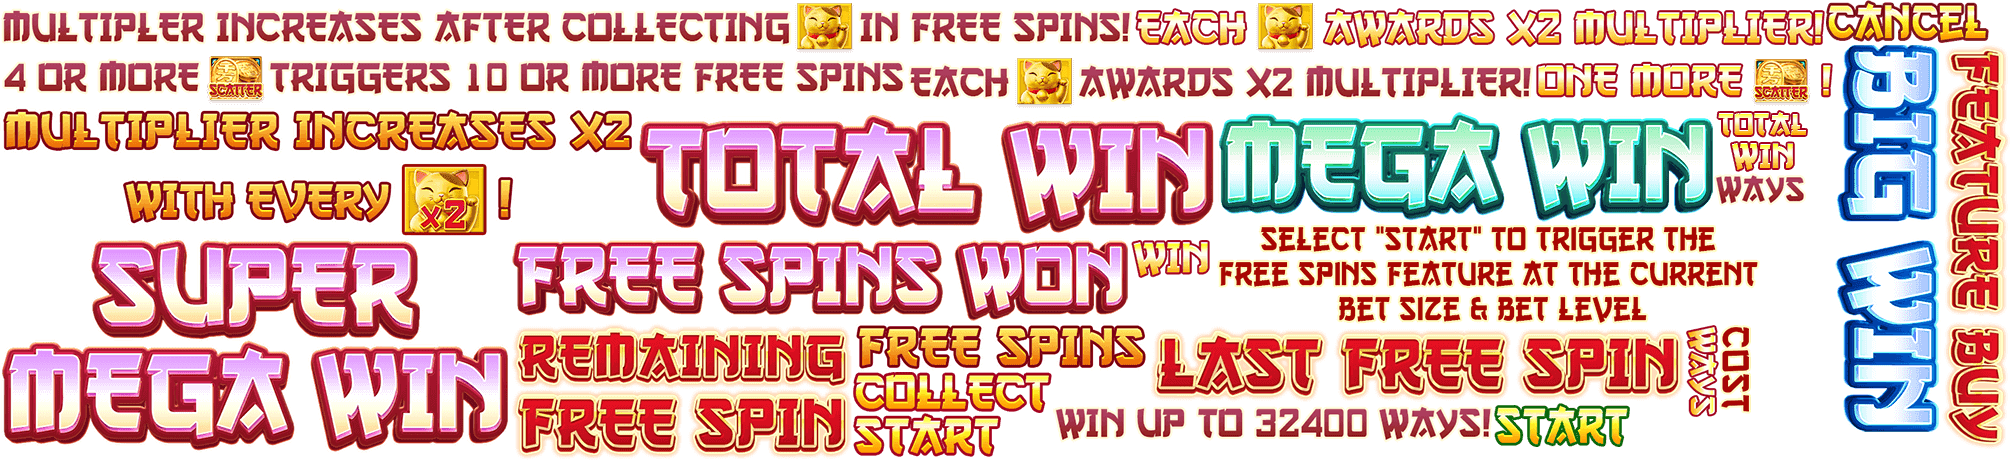 MULTIPLER INCREASES AFTER COLLECTING IN FREE SPINS!
EACH AWARDS X2 MULTIPLIER!
CANCEL
4 OR MORE SCATTER TRIGGERS 10 OR MORE FREE SPINS
EACH AWARDS X2 MULTIPLIER!
ONE MORE SCATTER !
MULTIPLIER INCREASES X2
WITH EVERY X2 !
TOTAL WIN
MEGA WIN
TOTAL
WIN
WAYS
BIG WIN
FEATURE BUY
SUPER
MEGA WIN
FREE SPINS WON
WIN
SELECT "START" TO TRIGGER THE
FREE SPINS FEATURE AT THE CURRENT
BET SIZE & BET LEVEL
REMAINING
FREE SPIN
FREE SPINS
COLLECT
START
LAST FREE SPIN
COST
WAYS
WIN UP TO 32400 WAYS!
START